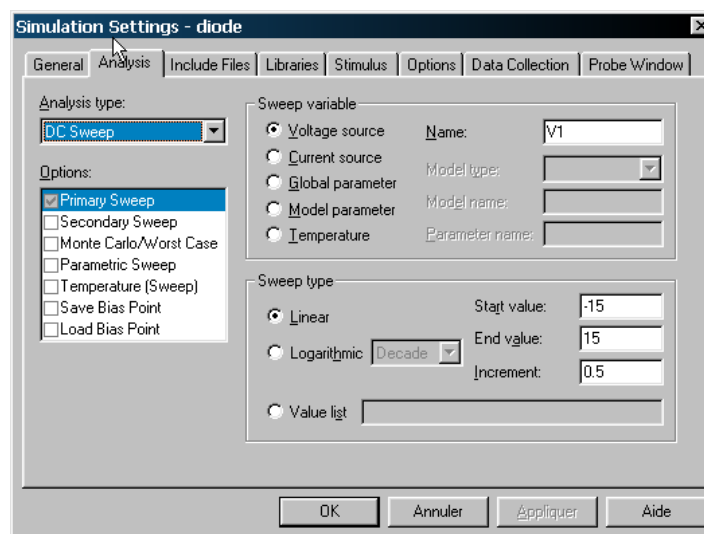 Simulation Settings - diode
General Analysis Include Files Libraries Stimulus Options Data Collection Probe Window
Analysis type:
DC Sweep
Options:
Primary Sweep
Secondary Sweep
Monte Carlo/Worst Case
Parametric Sweep
Temperature (Sweep)
Save Bias Point
Load Bias Point
Sweep variable
Voltage source
Current source
Global parameter
Model parameter
Temperature
Name: V1
Model type:
Model name:
Parameter name:
Sweep type
Linear
Logarithmic Decade
Value list
Start value: -15
End value: 15
Increment: 0.5
OK Annuler Appliquer Aide